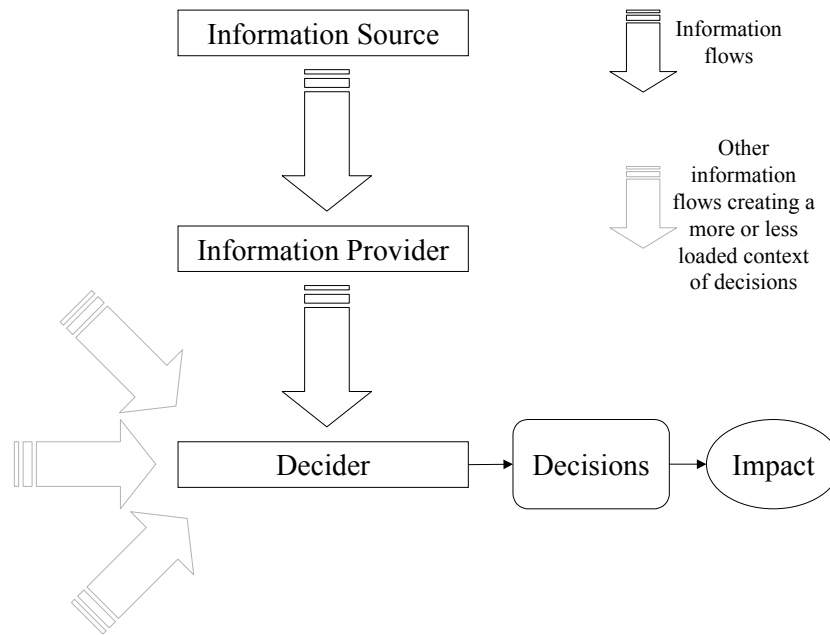 Information Source
Information
flows
Other
information
flows creating a
more or less
loaded context
of decisions
Information Provider
Decider
Decisions
Impact